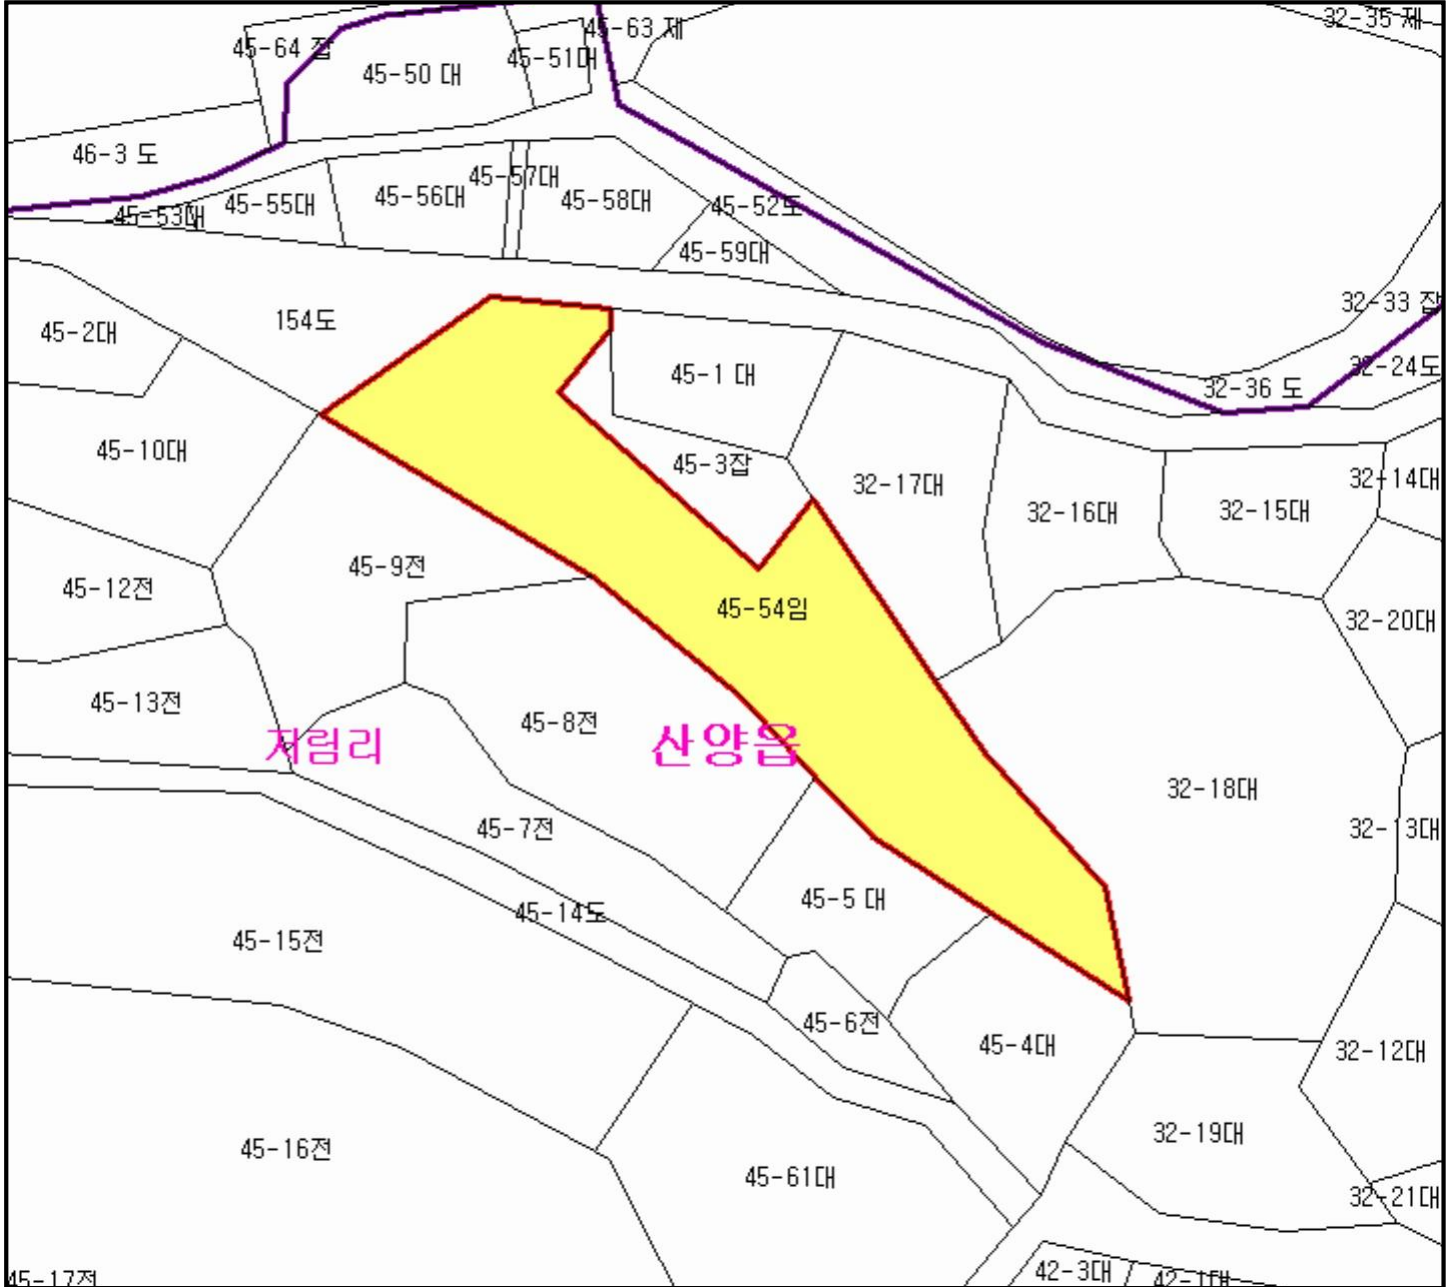 45-63 제
32-35 제
45-64 잡
45-51대
45-50 대
46-3 도
45-57대
45-56대
45-58대
45-55대
45-52도
45-53대
45-59대
32-33 잡
154도
45-2대
32-24도
45-1 대
32-36 도
45-10대
45-3잡
32-17대
32-14대
32-16대
32-15대
45-9전
45-12전
45-54임
32-20대
45-13전
45-8전
저림리
산양읍
32-18대
45-7전
32-13대
45-5 대
45-14도
45-15전
45-6전
45-4대
32-12대
32-19대
45-16전
45-61대
32-21대
42-3대
42-1대
45-17전